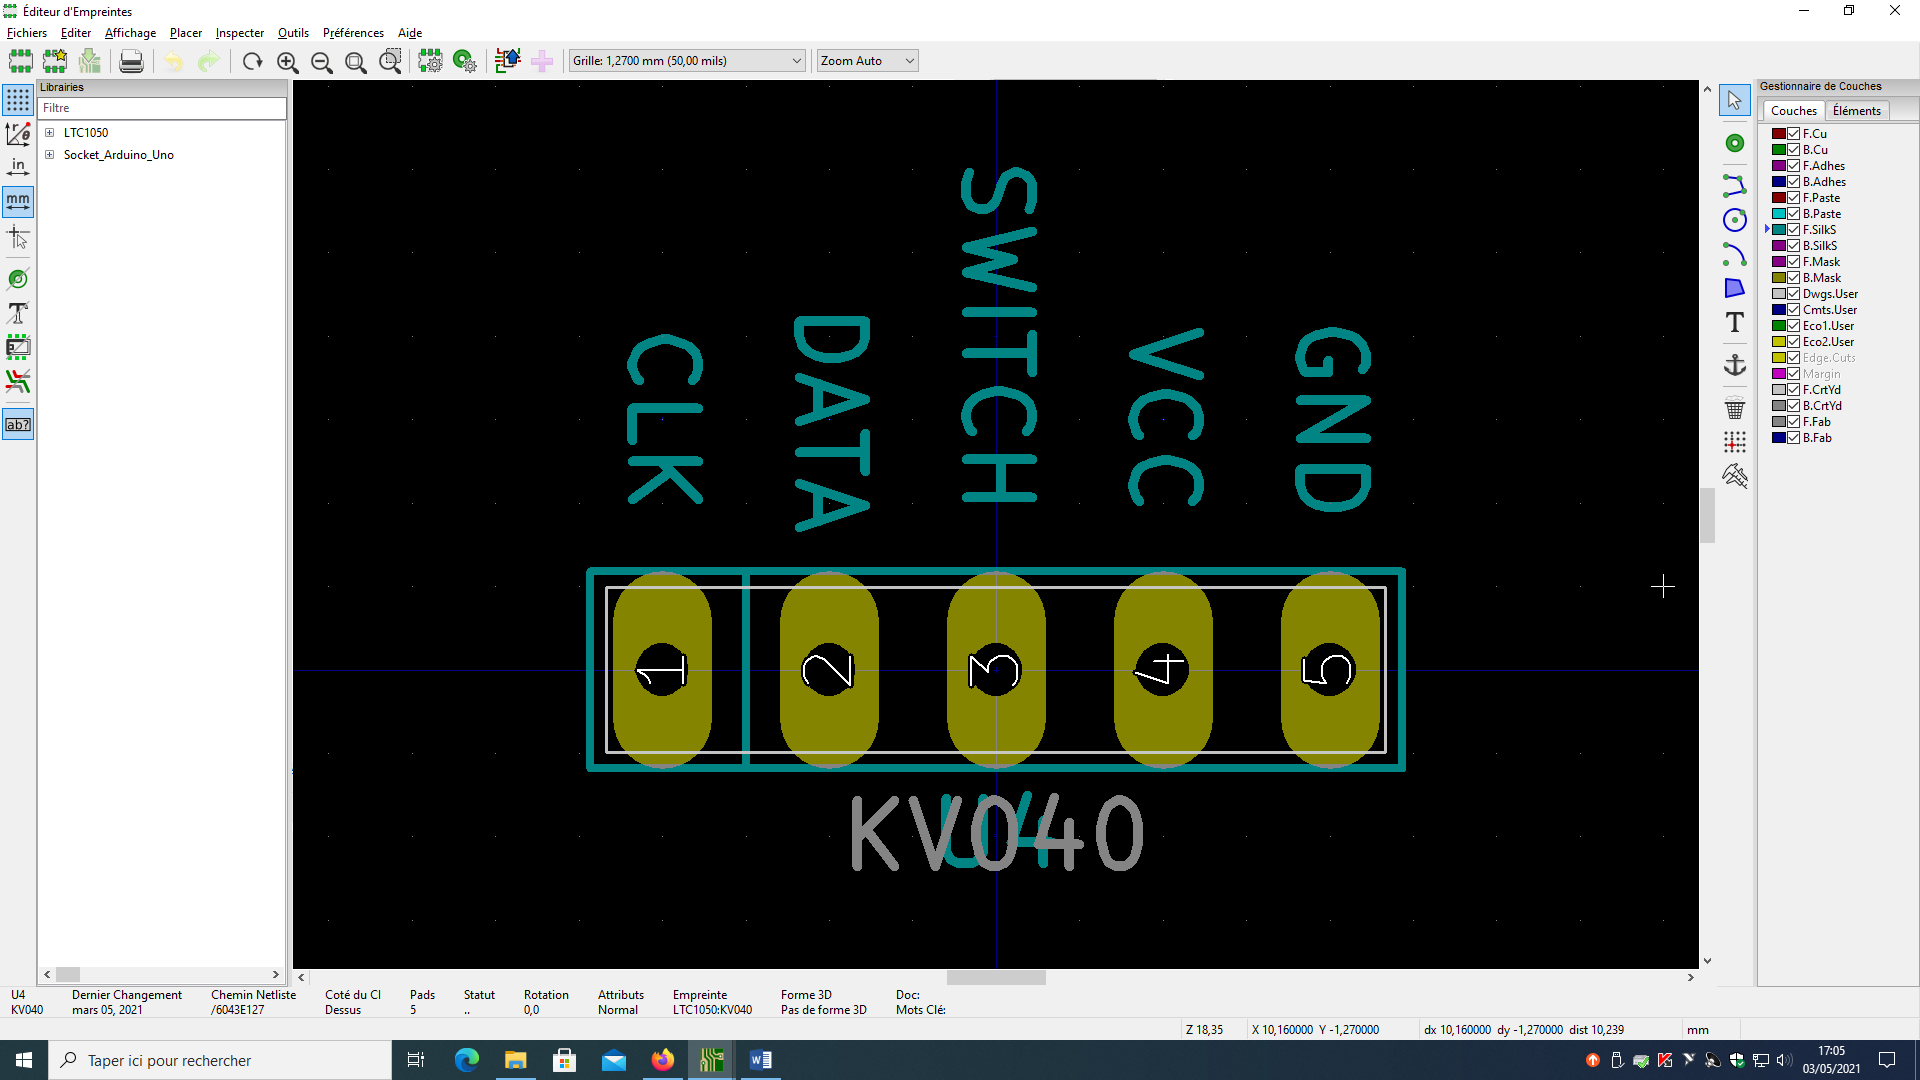 Éditeur d'Empreintes
Fichiers Editer Affichage Placer Inspecter Outils Préférences Aide
Grille: 1,2700 mm (50,00 mils) Zoom Auto
Librairies
Filtre
LTC1050
Socket_Arduino_Uno
in
mm
ab?
CLK
DATA
SWITCH
VCC
GND
1 2 3 4 5
U4
KV040
T
Gestionnaire de Couches
Couches Éléments
F.Cu
B.Cu
F.Adhes
B.Adhes
F.Paste
B.Paste
F.SilkS
B.SilkS
F.Mask
B.Mask
Dwgs.User
Cmts.User
Eco1.User
Eco2.User
Edge.Cuts
Margin
F.CrtYd
B.CrtYd
F.Fab
B.Fab
U4 Dernier Changement Chemin Netliste Coté du CI Pads Statut Rotation Attributs Empreinte Forme 3D Doc:
KV040 mars 05, 2021 /6043E127 Dessus 5 .. 0,0 Normal LTC1050:KV040 Pas de forme 3D Mots Clé:
Z 18,35 X 10,160000 Y -1,270000 dx 10,160000 dy -1,270000 dist 10,239 mm
Taper ici pour rechercher
17:05
03/05/2021